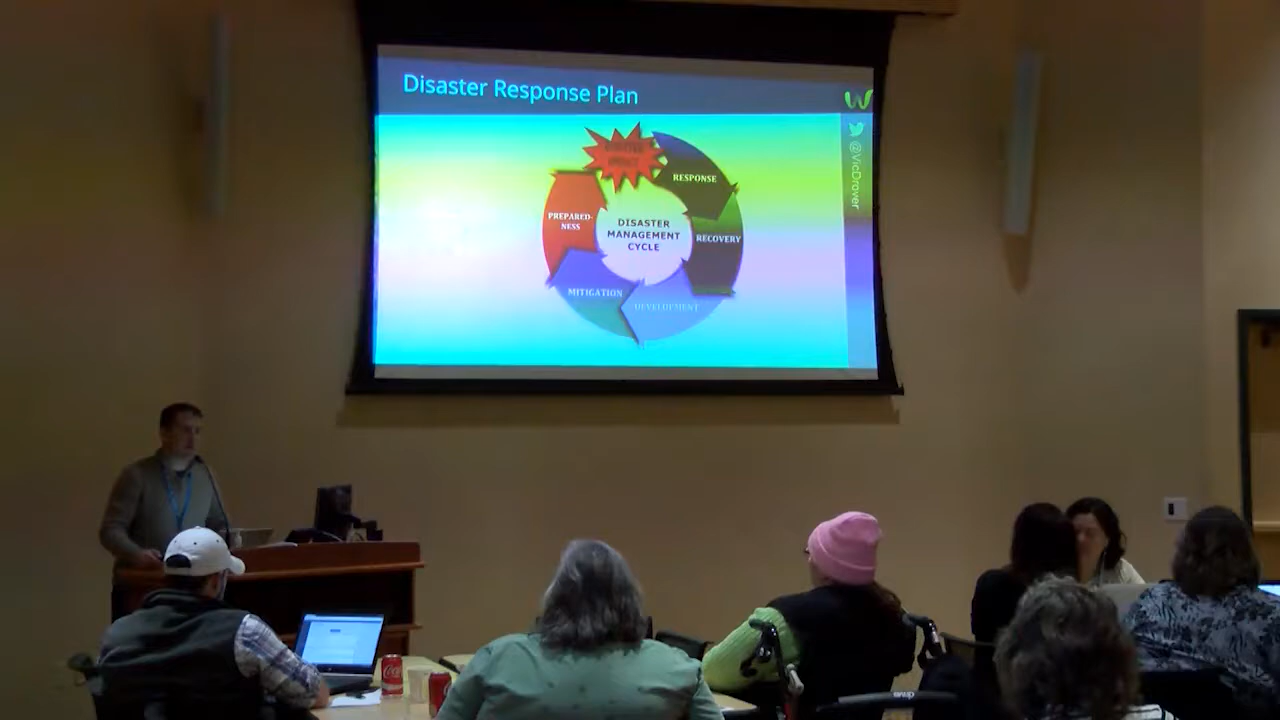 Disaster Response Plan
@VicDrover
RESPONSE
PREPARED-
NESS
DISASTER
MANAGEMENT
CYCLE
RECOVERY
MITIGATION
DEVELOPMENT